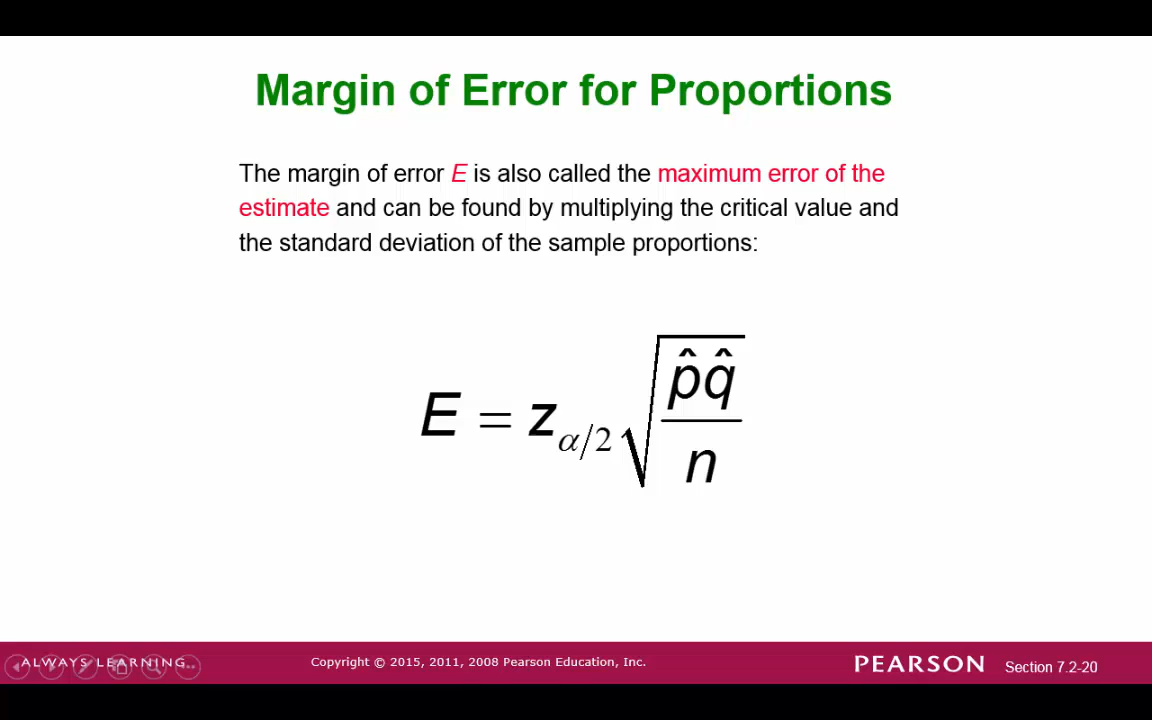 Margin of Error for Proportions
The margin of error E is also called the maximum error of the
estimate and can be found by multiplying the critical value and
the standard deviation of the sample proportions:
E = z_{α/2} √(p̂q̂/n)
ALWAYS LEARNING
Copyright © 2015, 2011, 2008 Pearson Education, Inc.
PEARSON
Section 7.2-20